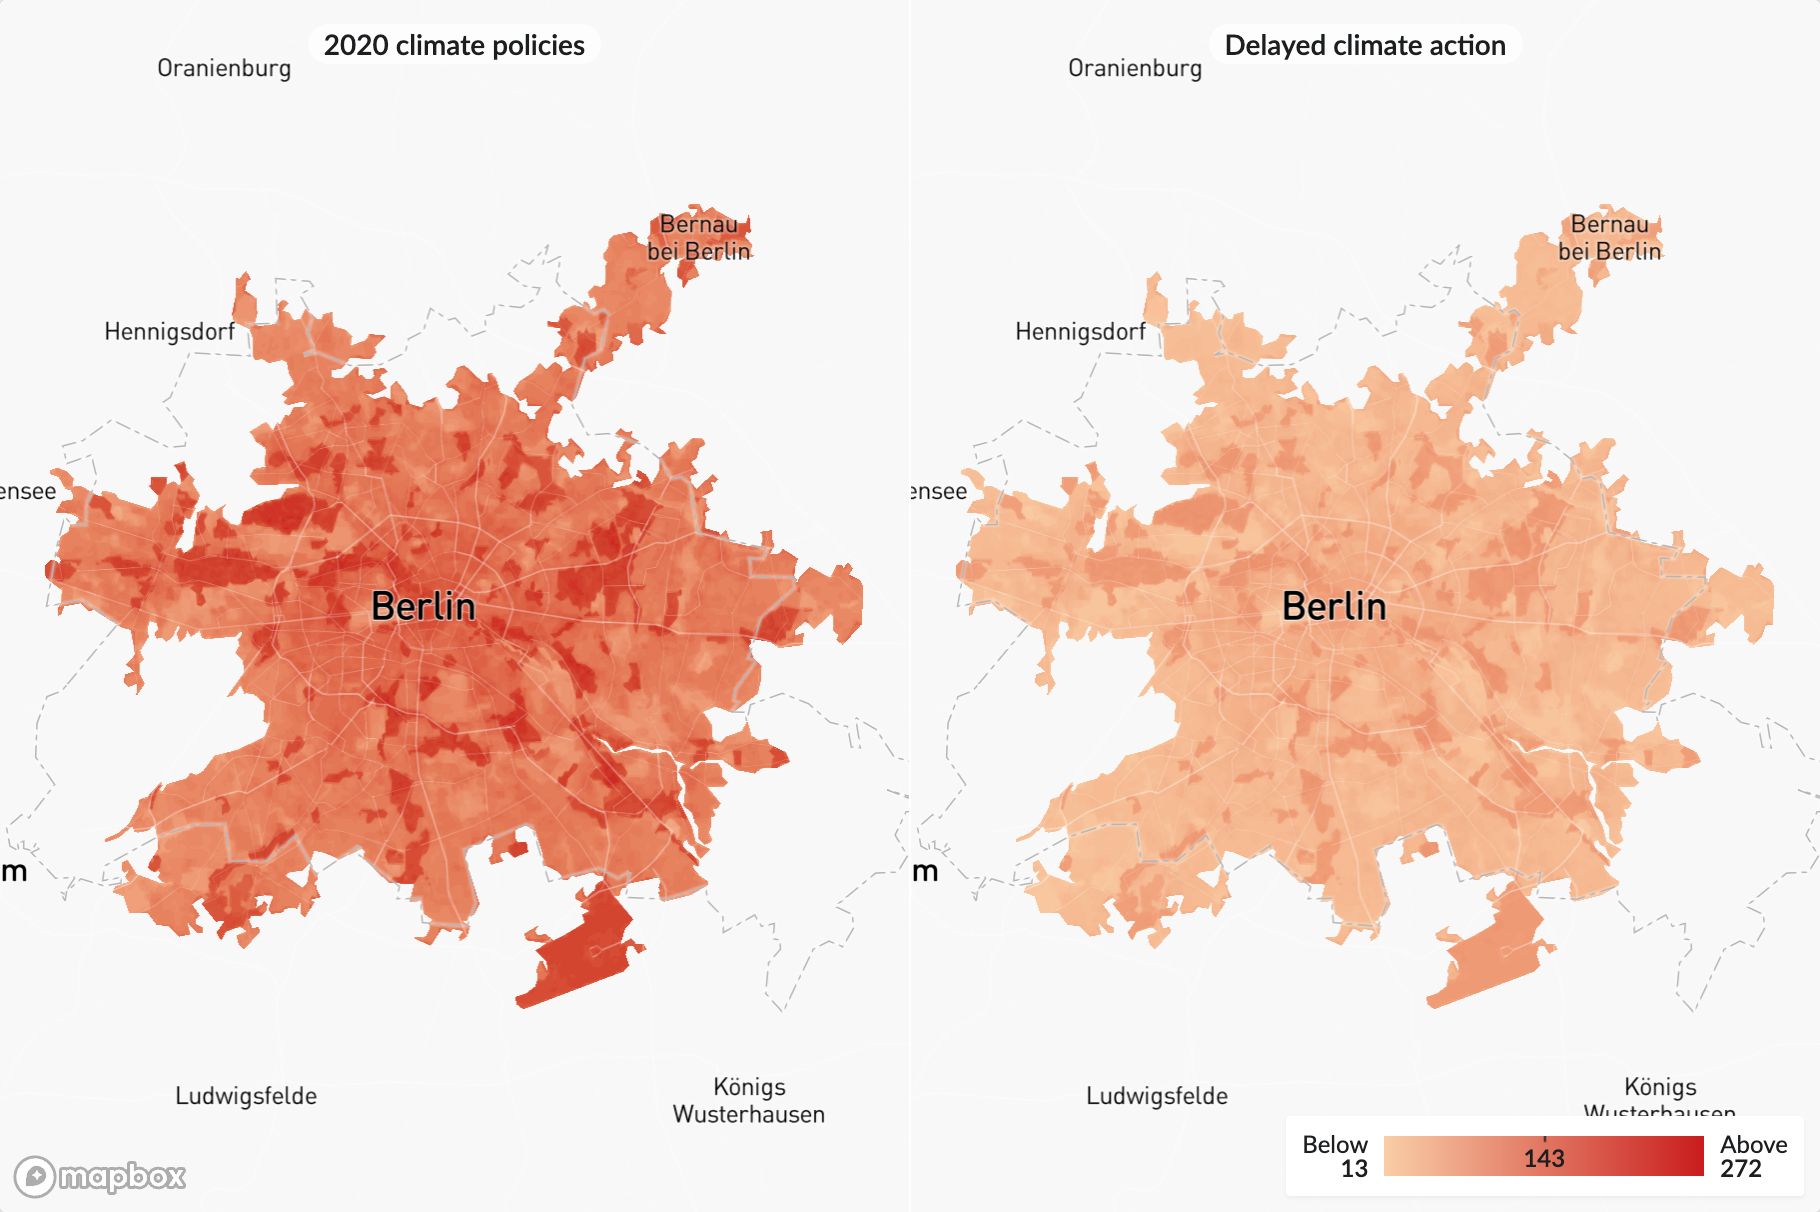 2020 climate policies
Oranienburg
Bernau
bei Berlin
Hennigsdorf
ensee
Berlin
m
Ludwigsfelde
Königs
Wusterhausen
mapbox
Delayed climate action
Oranienburg
Bernau
bei Berlin
Hennigsdorf
ensee
Berlin
m
Ludwigsfelde
Königs
Wusterhausen
Below
13
143
Above
272